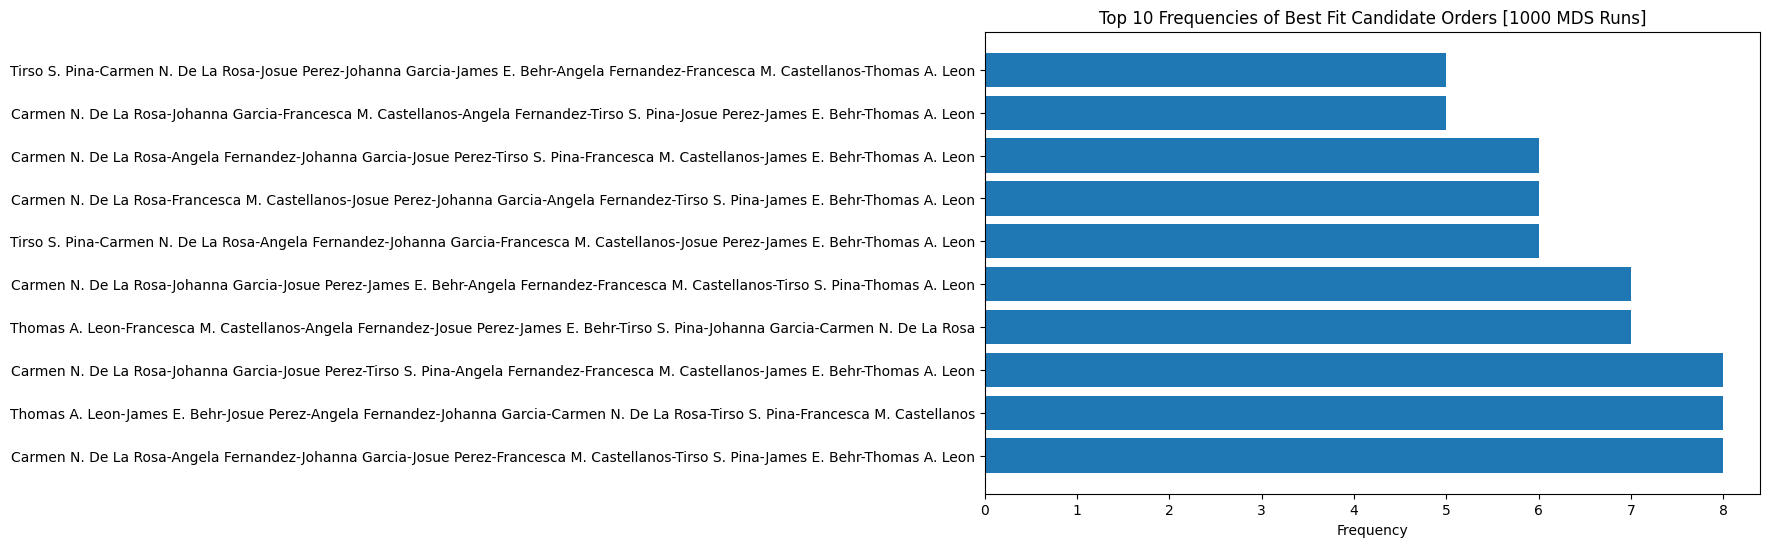 Top 10 Frequencies of Best Fit Candidate Orders [1000 MDS Runs]
Tirso S. Pina-Carmen N. De La Rosa-Josue Perez-Johanna Garcia-James E. Behr-Angela Fernandez-Francesca M. Castellanos-Thomas A. Leon
Carmen N. De La Rosa-Johanna Garcia-Francesca M. Castellanos-Angela Fernandez-Tirso S. Pina-Josue Perez-James E. Behr-Thomas A. Leon
Carmen N. De La Rosa-Angela Fernandez-Johanna Garcia-Josue Perez-Tirso S. Pina-Francesca M. Castellanos-James E. Behr-Thomas A. Leon
Carmen N. De La Rosa-Francesca M. Castellanos-Josue Perez-Johanna Garcia-Angela Fernandez-Tirso S. Pina-James E. Behr-Thomas A. Leon
Tirso S. Pina-Carmen N. De La Rosa-Angela Fernandez-Johanna Garcia-Francesca M. Castellanos-Josue Perez-James E. Behr-Thomas A. Leon
Carmen N. De La Rosa-Johanna Garcia-Josue Perez-James E. Behr-Angela Fernandez-Francesca M. Castellanos-Tirso S. Pina-Thomas A. Leon
Thomas A. Leon-Francesca M. Castellanos-Angela Fernandez-Josue Perez-James E. Behr-Tirso S. Pina-Johanna Garcia-Carmen N. De La Rosa
Carmen N. De La Rosa-Johanna Garcia-Josue Perez-Tirso S. Pina-Angela Fernandez-Francesca M. Castellanos-James E. Behr-Thomas A. Leon
Thomas A. Leon-James E. Behr-Josue Perez-Angela Fernandez-Johanna Garcia-Carmen N. De La Rosa-Tirso S. Pina-Francesca M. Castellanos
Carmen N. De La Rosa-Angela Fernandez-Johanna Garcia-Josue Perez-Francesca M. Castellanos-Tirso S. Pina-James E. Behr-Thomas A. Leon
0 1 2 3 4 5 6 7 8
Frequency